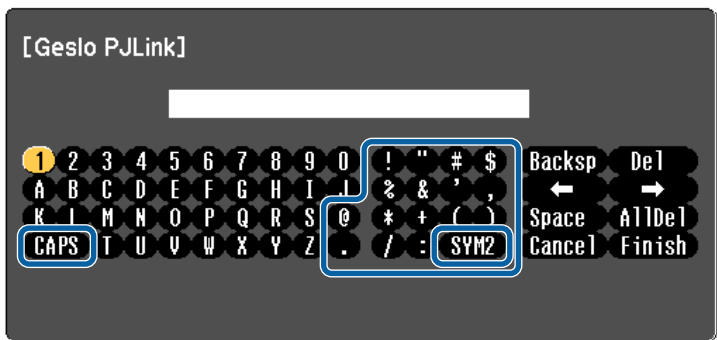 [Geslo PJLink]
1 2 3 4 5 6 7 8 9 0 ! " # $ Backsp Del
A B C D E F G H I J % & ' , ← →
K L M N O P Q R S @ * + ( ) Space AllDel
CAPS T U V W X Y Z . / : SYM2 Cancel Finish